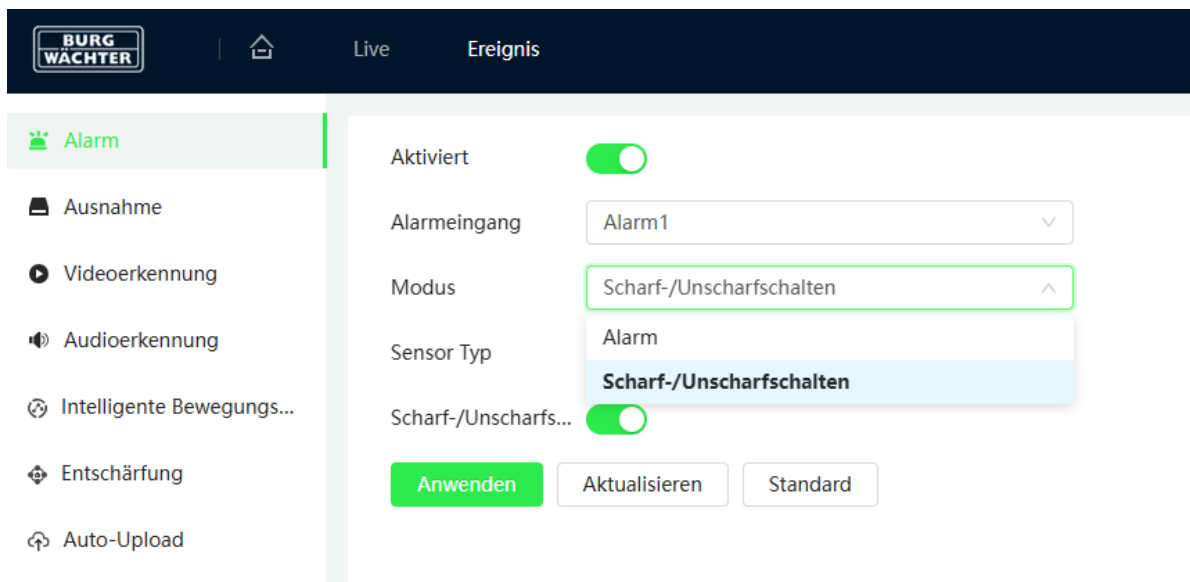 BURG
WÄCHTER
Live
Ereignis
Alarm
Ausnahme
Videoerkennung
Audioerkennung
Intelligente Bewegungs...
Entschärfung
Auto-Upload
Aktiviert
Alarmeingang
Alarm1
Modus
Scharf-/Unscharfschalten
Alarm
Scharf-/Unscharfschalten
Sensor Typ
Scharf-/Unscharfs...
Anwenden
Aktualisieren
Standard